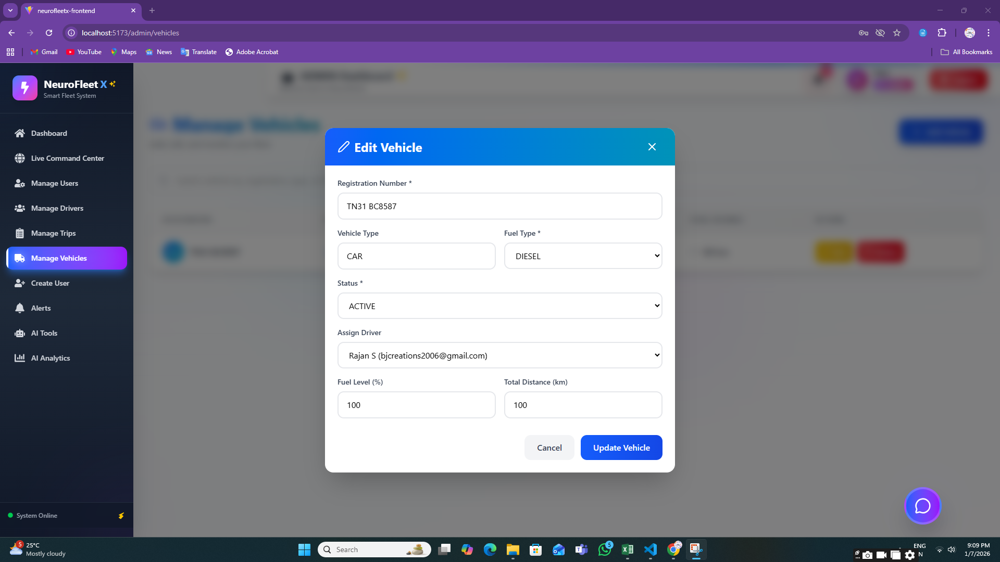 neurofleetx-frontend
localhost:5173/admin/vehicles
Gmail
YouTube
Maps
News
Translate
Adobe Acrobat
All Bookmarks
NeuroFleet X
Smart Fleet System
Dashboard
Live Command Center
Manage Users
Manage Drivers
Manage Trips
Manage Vehicles
Create User
Alerts
AI Tools
AI Analytics
System Online
Manage Vehicles
Edit Vehicle
Registration Number *
TN31 BC8587
Vehicle Type
Fuel Type *
CAR
DIESEL
Status *
ACTIVE
Assign Driver
Rajan S (bjcreations2006@gmail.com)
Fuel Level (%)
Total Distance (km)
100
100
Cancel
Update Vehicle
5
25°C
Mostly cloudy
Search
5
ENG
N
9:09 PM
1/7/2026